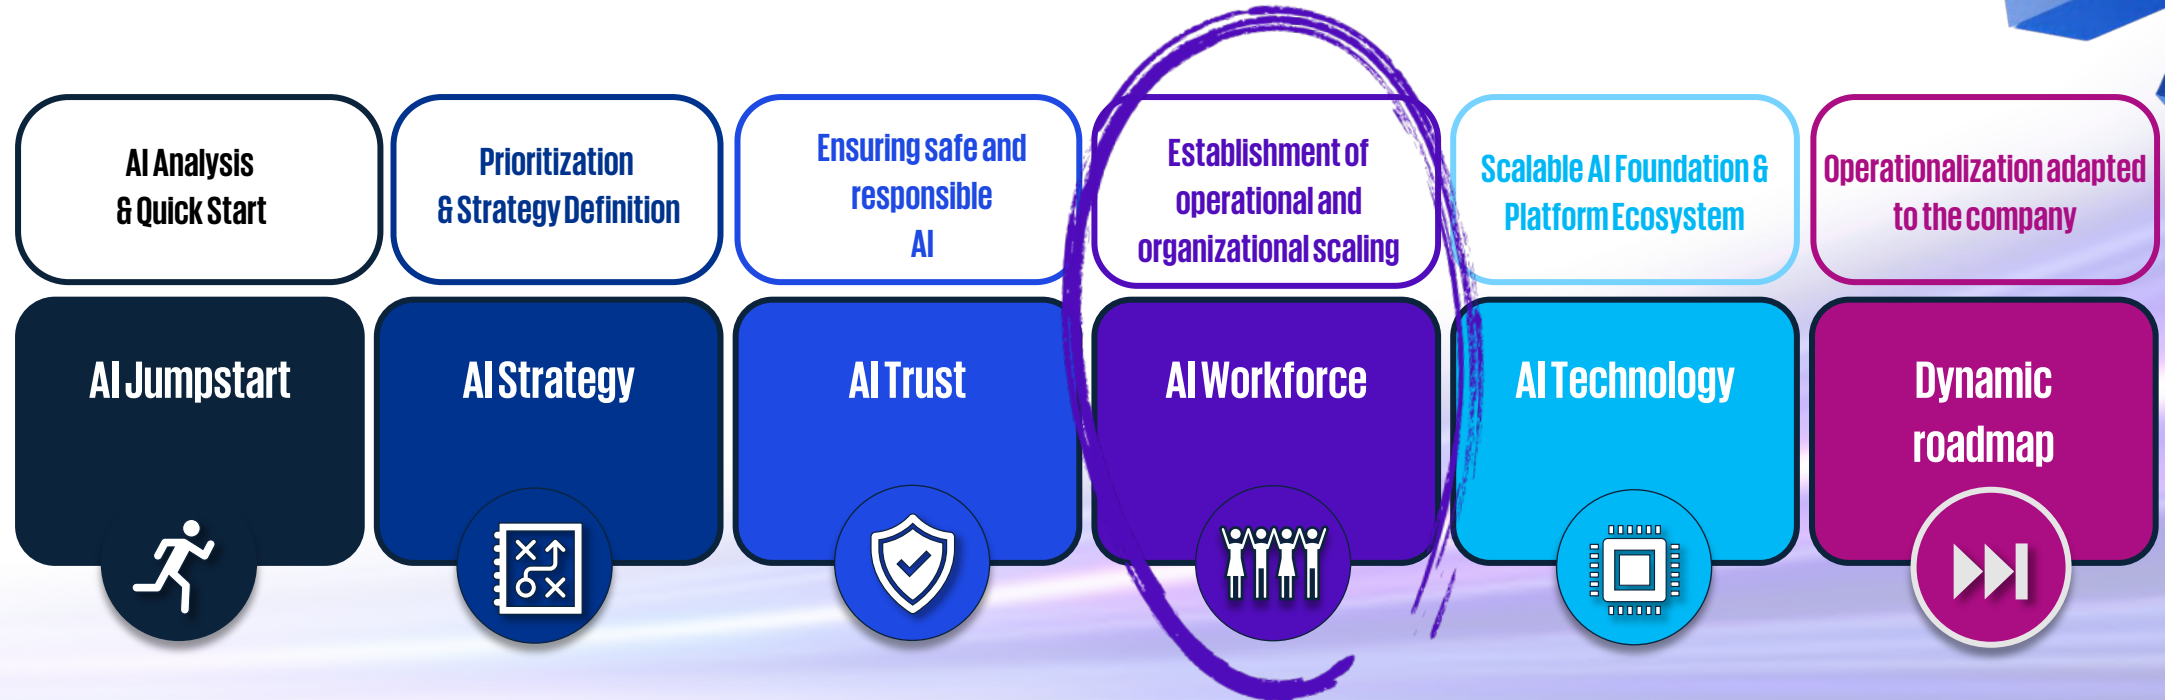 AI Analysis
& Quick Start
Prioritization
& Strategy Definition
Ensuring safe and
responsible
AI
Establishment of
operational and
organizational scaling
Scalable AI Foundation &
Platform Ecosystem
Operationalization adapted
to the company
AI Jumpstart
AI Strategy
AI Trust
AI Workforce
AI Technology
Dynamic
roadmap